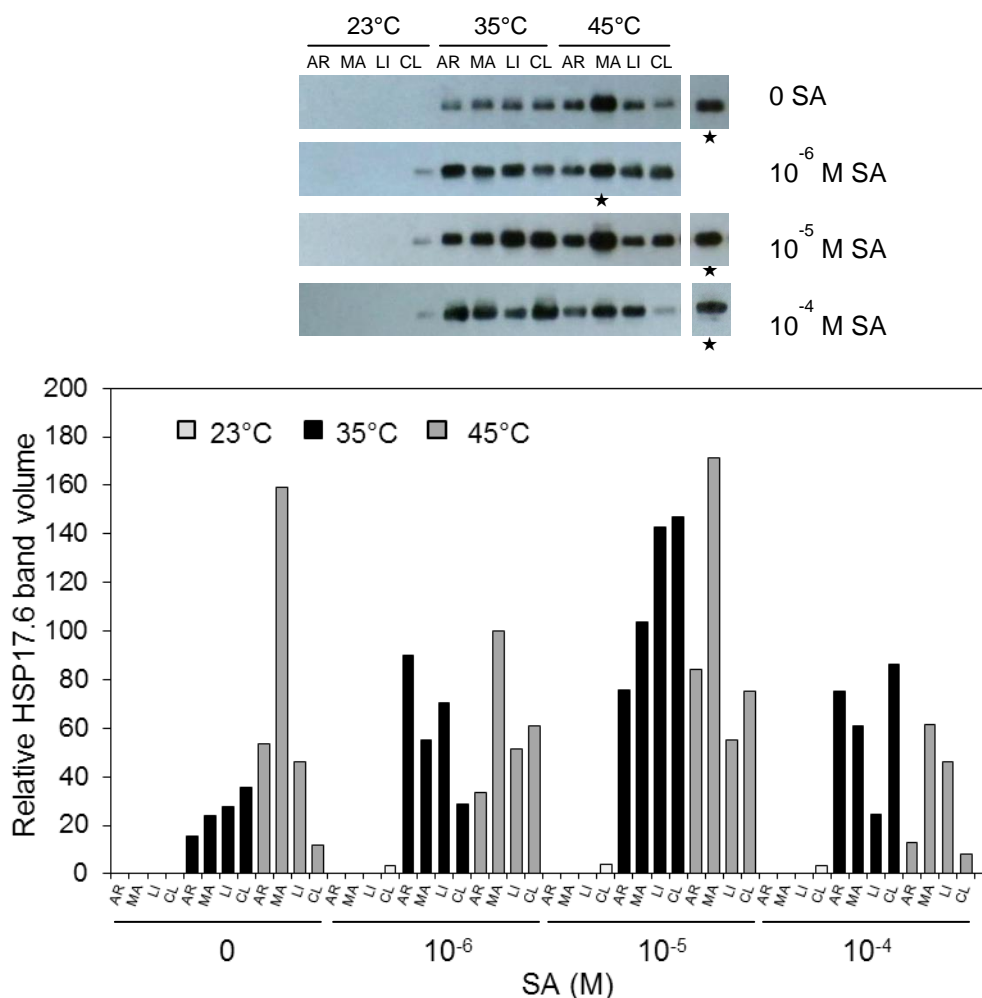 23°C 35°C 45°C
AR MA LI CL AR MA LI CL AR MA LI CL
0 SA
★
10⁻⁶ M SA
★
10⁻⁵ M SA
★
10⁻⁴ M SA
★
200
180
160
140
120
100
80
60
40
20
0
Relative HSP17.6 band volume
23°C 35°C 45°C
AR MA LI CL AR MA LI CL AR MA LI CL AR MA LI CL AR MA LI CL AR MA LI CL AR MA LI CL AR MA LI CL AR MA LI CL AR MA LI CL AR MA LI CL AR MA LI CL
0 10⁻⁶ 10⁻⁵ 10⁻⁴
SA (M)